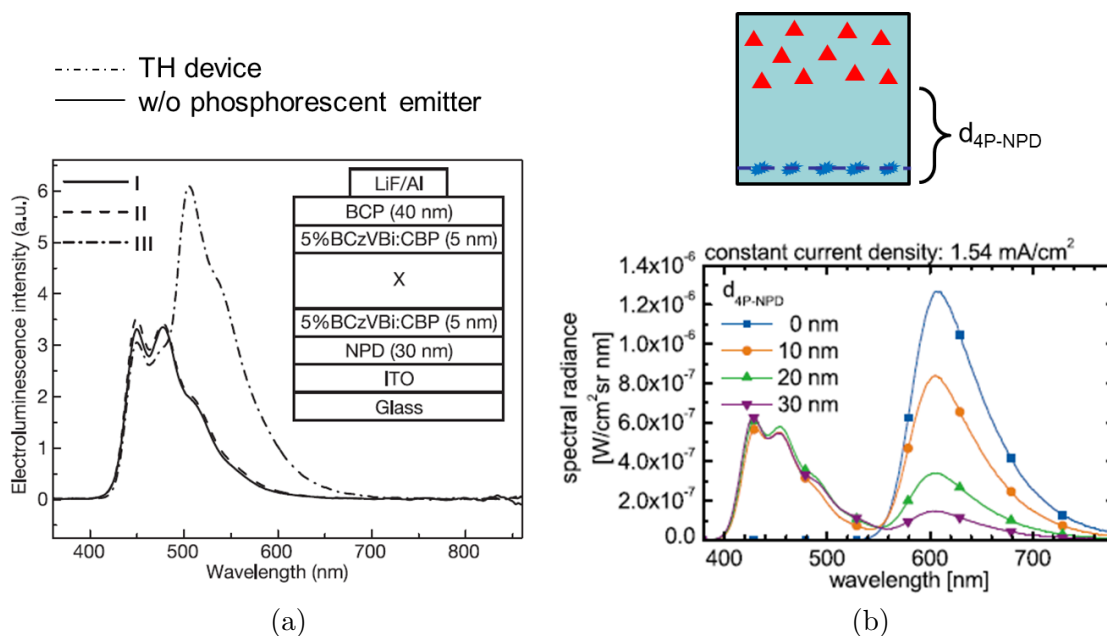 TH device
w/o phosphorescent emitter
Electroluminescence intensity (a.u.)
6
5
4
3
2
1
0
I
II
III
LiF/Al
BCP (40 nm)
5%BCzVBi:CBP (5 nm)
X
5%BCzVBi:CBP (5 nm)
NPD (30 nm)
ITO
Glass
400 500 600 700 800
Wavelength (nm)
(a)
d4P-NPD
constant current density: 1.54 mA/cm²
spectral radiance
[W/cm²sr nm]
1.4x10⁻⁶
1.2x10⁻⁶
1.0x10⁻⁶
8.0x10⁻⁷
6.0x10⁻⁷
4.0x10⁻⁷
2.0x10⁻⁷
0.0
d4P-NPD
0 nm
10 nm
20 nm
30 nm
400 500 600 700
wavelength [nm]
(b)